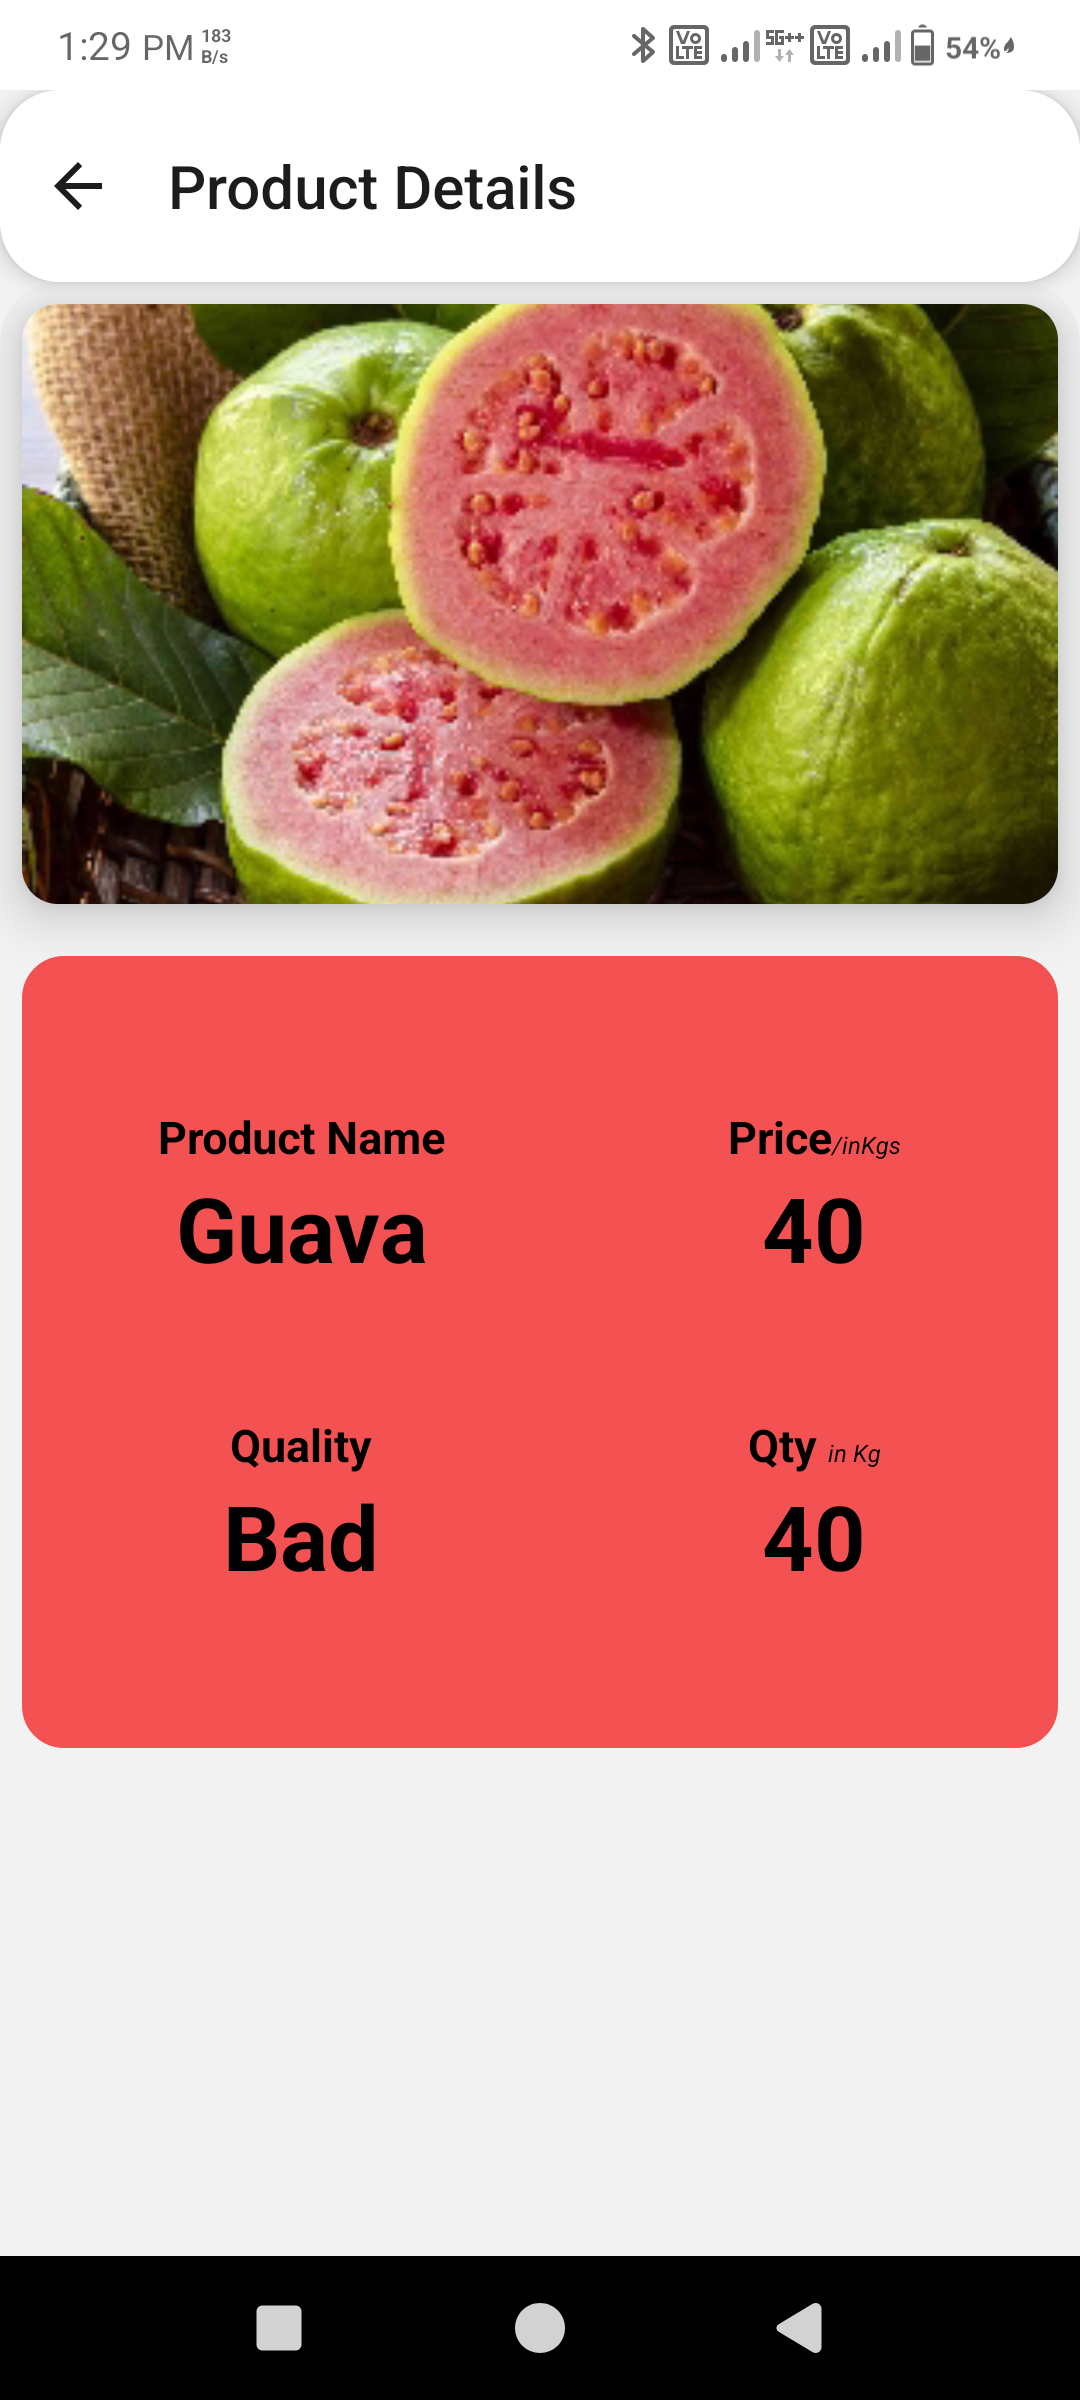 1:29 PM 183 B/s Vo LTE 5G++ Vo LTE 54%
Product Details
Product Name
Price/inKgs
Guava
40
Quality
Qty in Kg
Bad
40